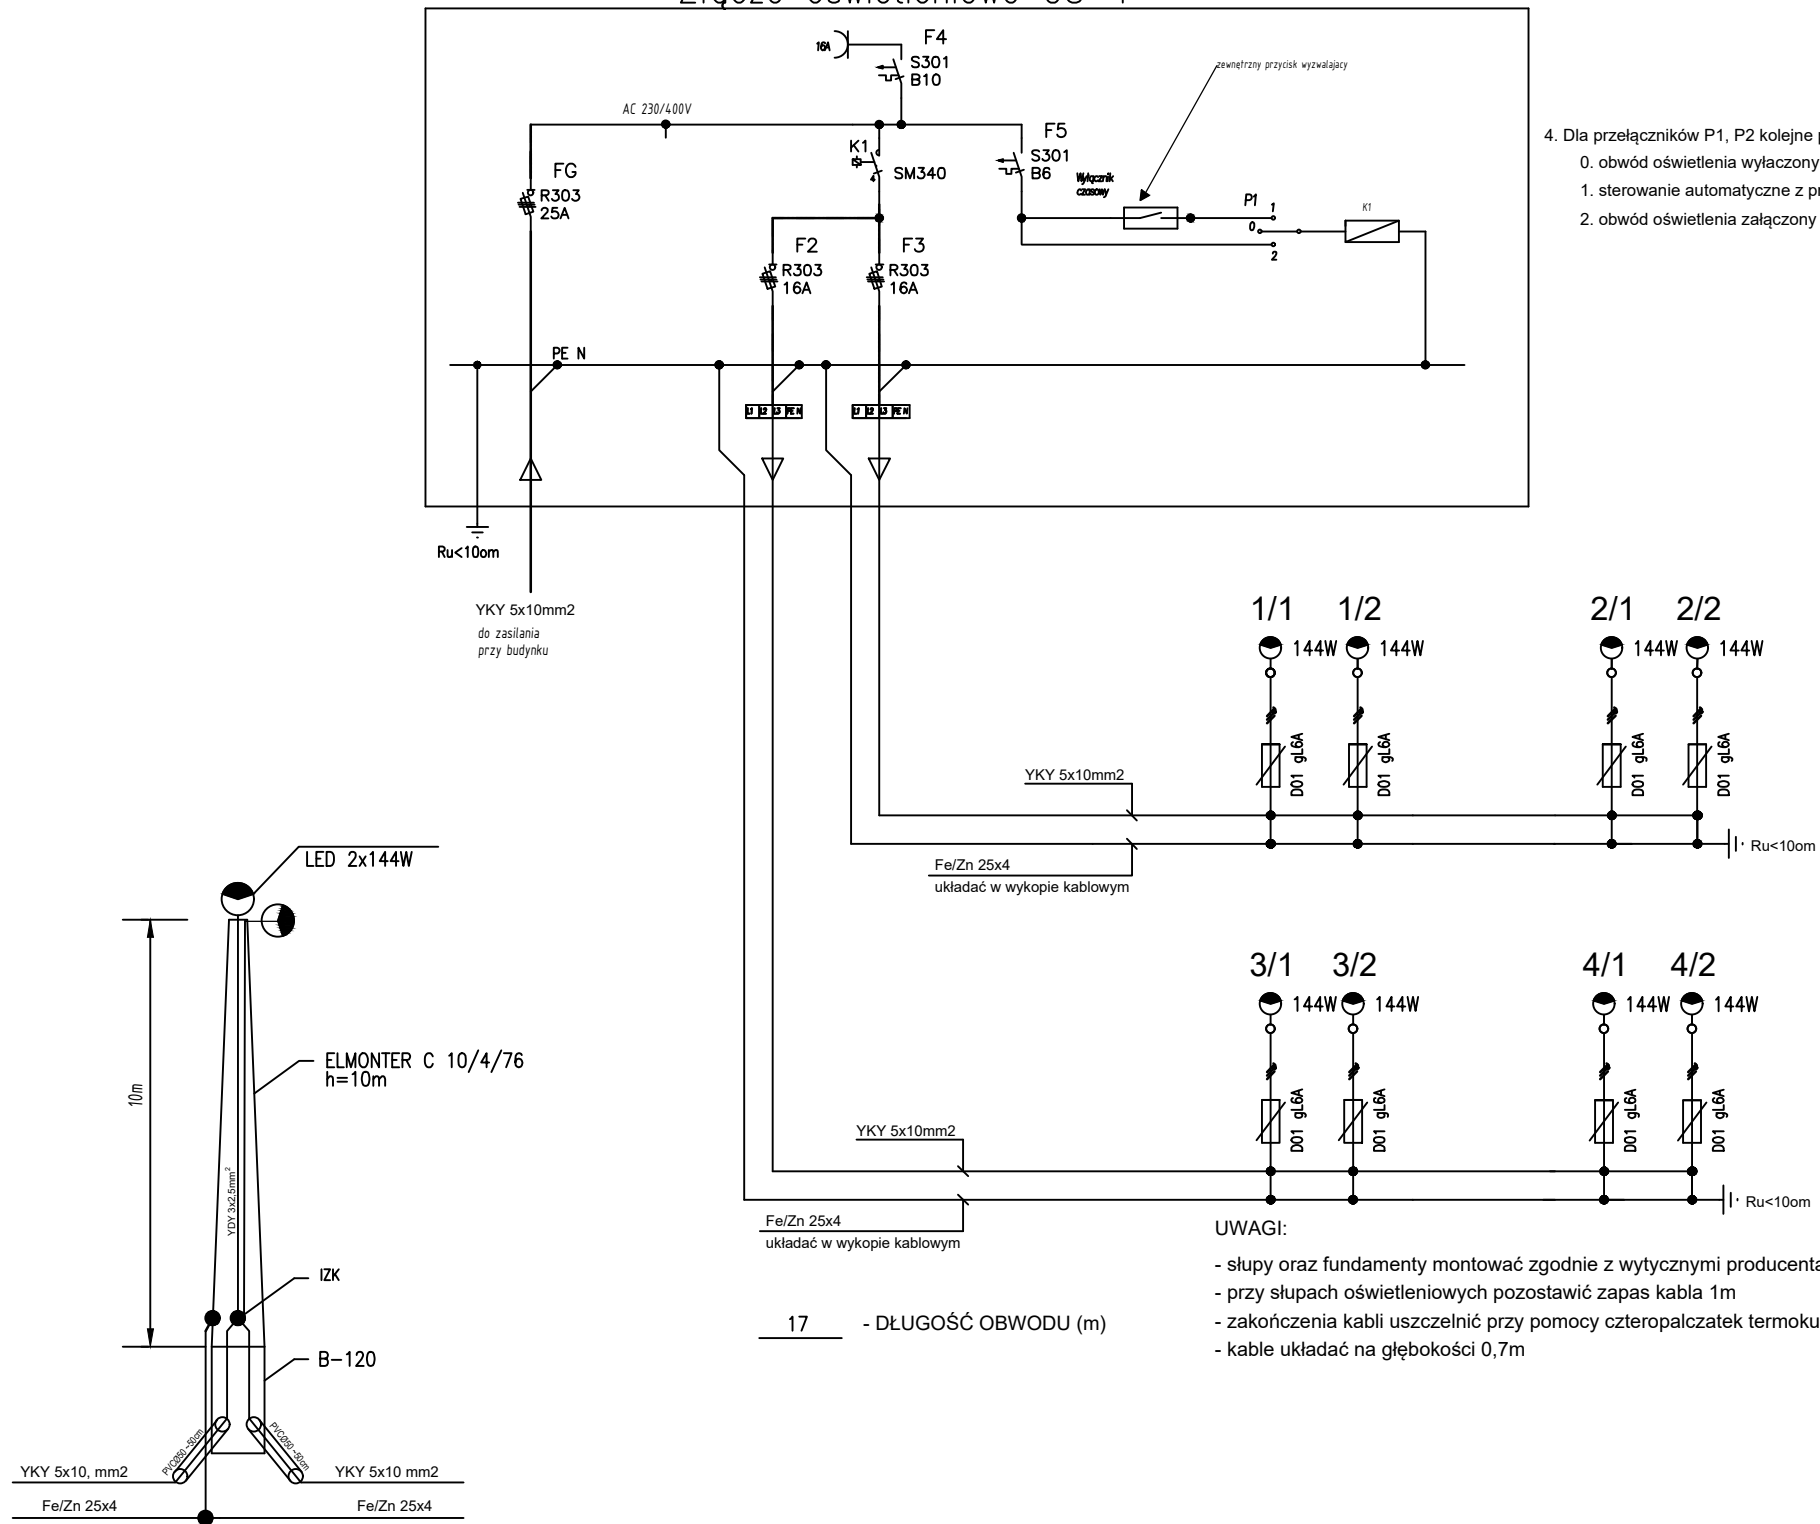 F4
16A
S301
B10
zewnętrzny przycisk wyzwalajacy
AC 230/400V
K1
4
SM340
F5
S301
B6
Wyłącznik
czasowy
P1
1
0
2
K1
FG
R303
25A
F2
R303
16A
F3
R303
16A
PE N
L1 L2 L3 PE N
L1 L2 L3 PE N
Ru<10om
YKY 5x10mm2
do zasilania
przy budynku
4. Dla przełączników P1, P2 kolejne
0. obwód oświetlenia wyłaczony
1. sterowanie automatyczne z
2. obwód oświetlenia załączony
1/1 1/2 2/1 2/2
144W 144W 144W 144W
D01 gL6A D01 gL6A D01 gL6A D01 gL6A
YKY 5x10mm2
Fe/Zn 25x4
układać w wykopie kablowym
Ru<10om
3/1 3/2 4/1 4/2
144W 144W 144W 144W
D01 gL6A D01 gL6A D01 gL6A D01 gL6A
YKY 5x10mm2
Fe/Zn 25x4
układać w wykopie kablowym
Ru<10om
LED 2x144W
10m
ELMONTER C 10/4/76
h=10m
YDY 3x2,5mm²
IZK
B-120
PVCØ50 ~50cm
PVCØ50 ~50cm
YKY 5x10, mm2
YKY 5x10 mm2
Fe/Zn 25x4
Fe/Zn 25x4
17 - DŁUGOŚĆ OBWODU (m)
UWAGI:
- słupy oraz fundamenty montować zgodnie z wytycznymi producenta
- przy słupach oświetleniowych pozostawić zapas kabla 1m
- zakończenia kabli uszczelnić przy pomocy czteropalczatek termoku
- kable układać na głębokości 0,7m